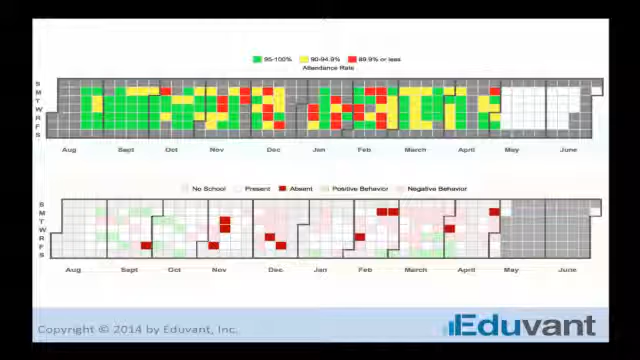 95-100% 90-94.9% 89.9% or less
Attendance Rate
S
M
T
W
R
F
S
Aug Sept Oct Nov Dec Jan Feb March April May June
No School Present Absent Positive Behavior Negative Behavior
S
M
T
W
R
F
S
Aug Sept Oct Nov Dec. Jan Feb March April May June
Copyright © 2014 by Eduvant, Inc.
Eduvant